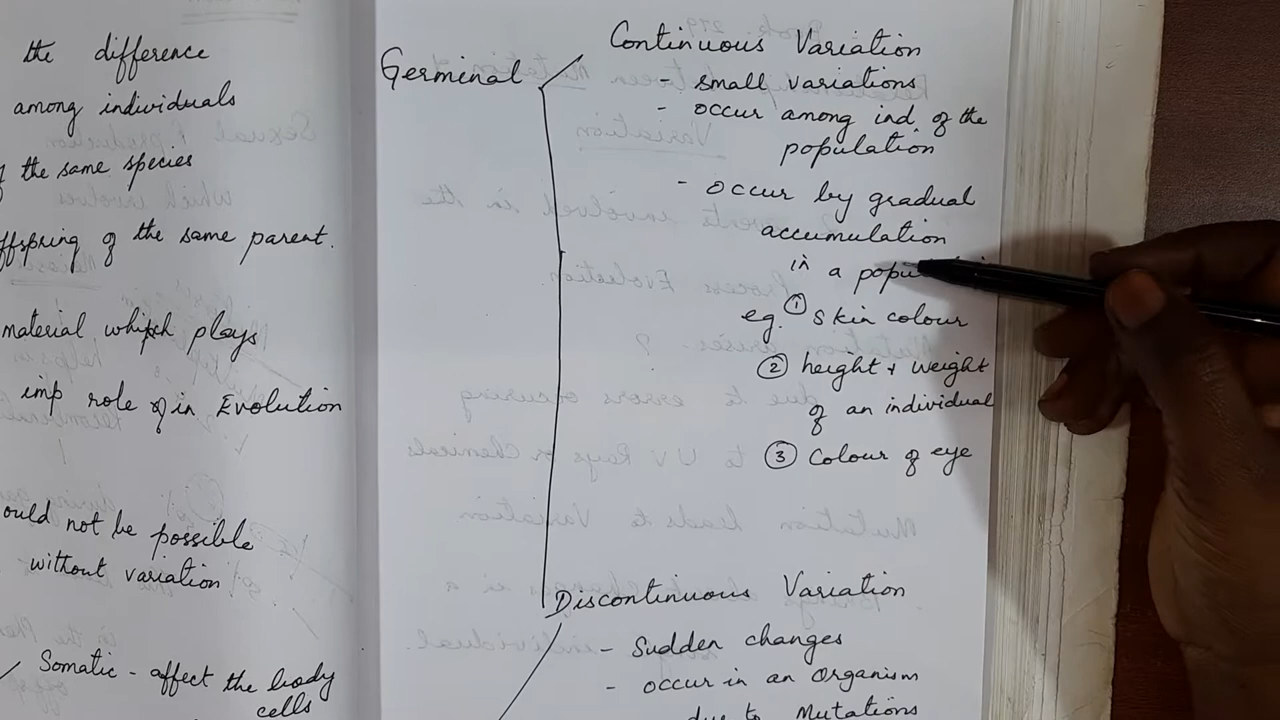 the difference
among individuals
of the same species
offspring of the same parent.
material which plays
imp role of in Evolution
ould not be possible
without variation
Somatic - affect the body
cells
Germinal
Continuous Variation
- small variations
- occur among ind. of the
population
- occur by gradual
accumulation
in a
eg. ① Skin colour
② height + weight
of an individual
③ Colour of eye
Discontinuous Variation
- Sudden changes
- occur in an Organism
due to Mutations